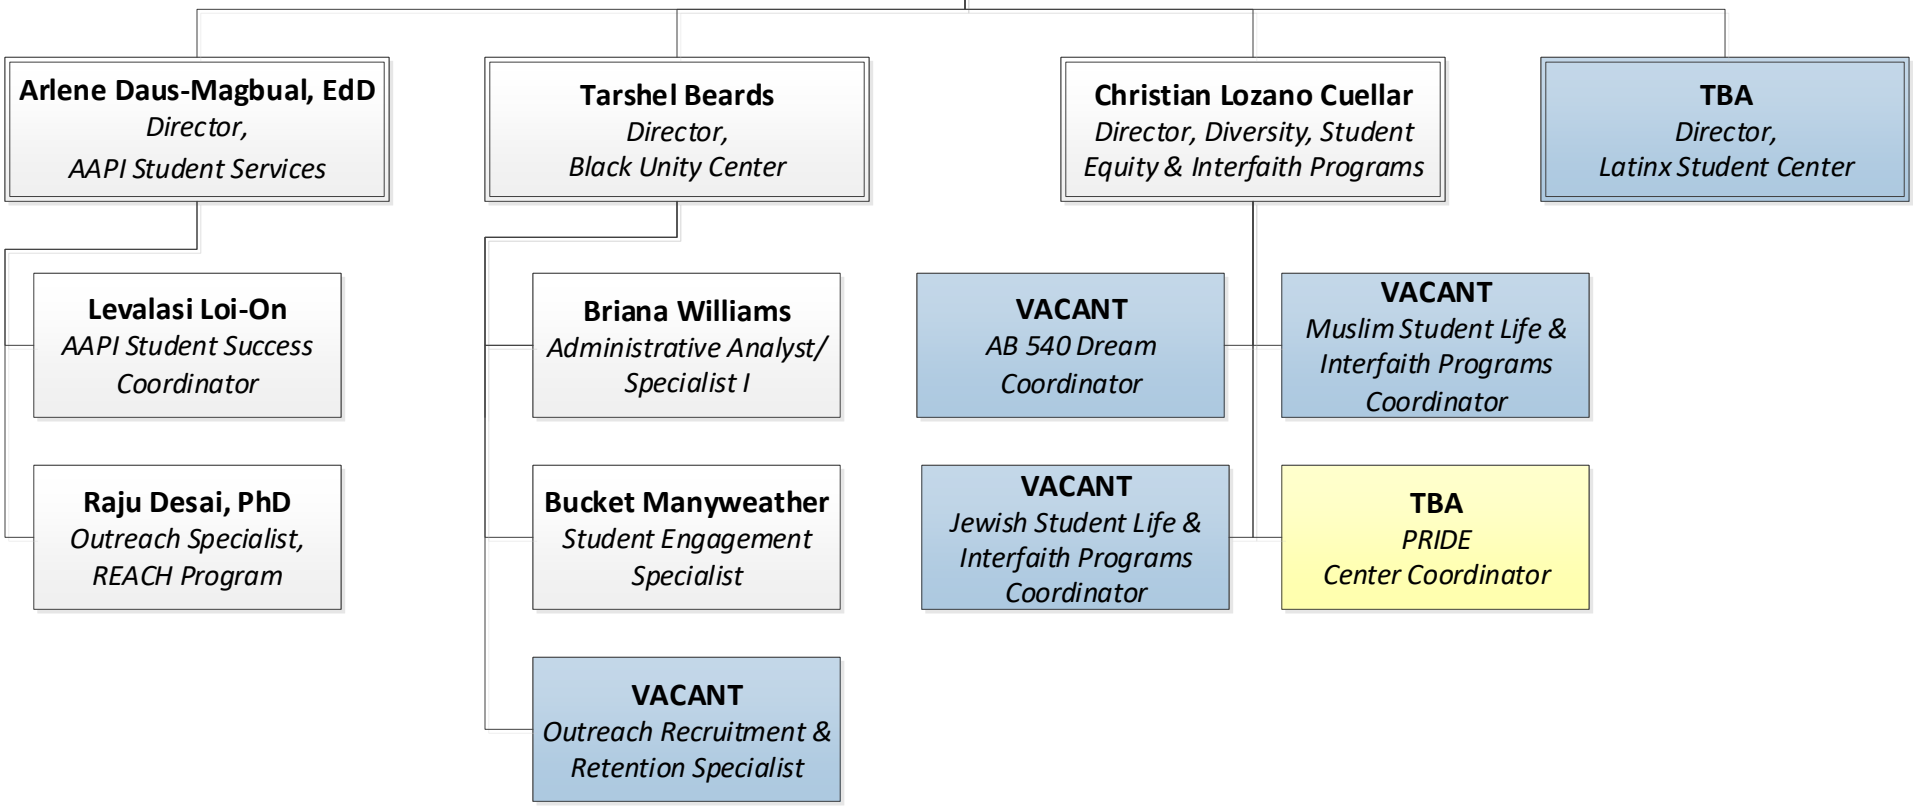 Arlene Daus-Magbual, EdD
Director,
AAPI Student Services
Tarshel Beards
Director,
Black Unity Center
Christian Lozano Cuellar
Director, Diversity, Student
Equity & Interfaith Programs
TBA
Director,
Latinx Student Center
Levalasi Loi-On
AAPI Student Success
Coordinator
Briana Williams
Administrative Analyst/
Specialist I
VACANT
AB 540 Dream
Coordinator
VACANT
Muslim Student Life &
Interfaith Programs
Coordinator
Raju Desai, PhD
Outreach Specialist,
REACH Program
Bucket Manyweather
Student Engagement
Specialist
VACANT
Jewish Student Life &
Interfaith Programs
Coordinator
TBA
PRIDE
Center Coordinator
VACANT
Outreach Recruitment &
Retention Specialist